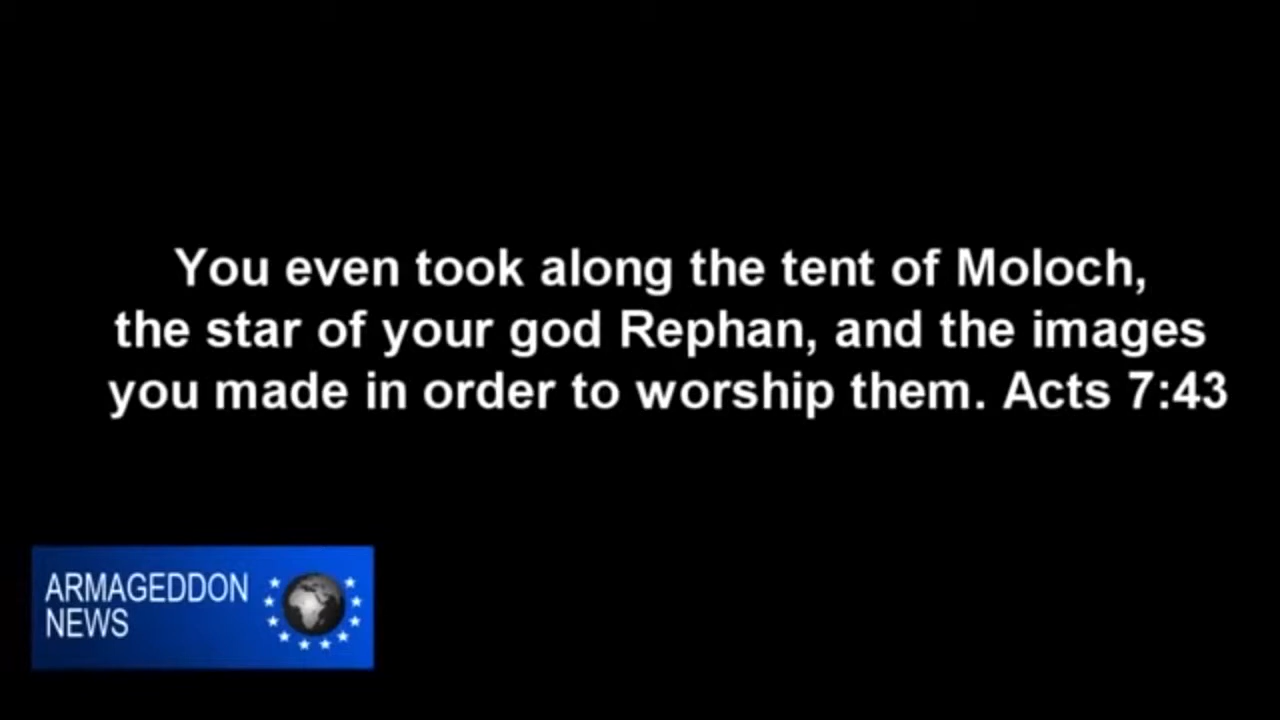 You even took along the tent of Moloch,
the star of your god Rephan, and the images
you made in order to worship them. Acts 7:43
ARMAGEDDON
NEWS